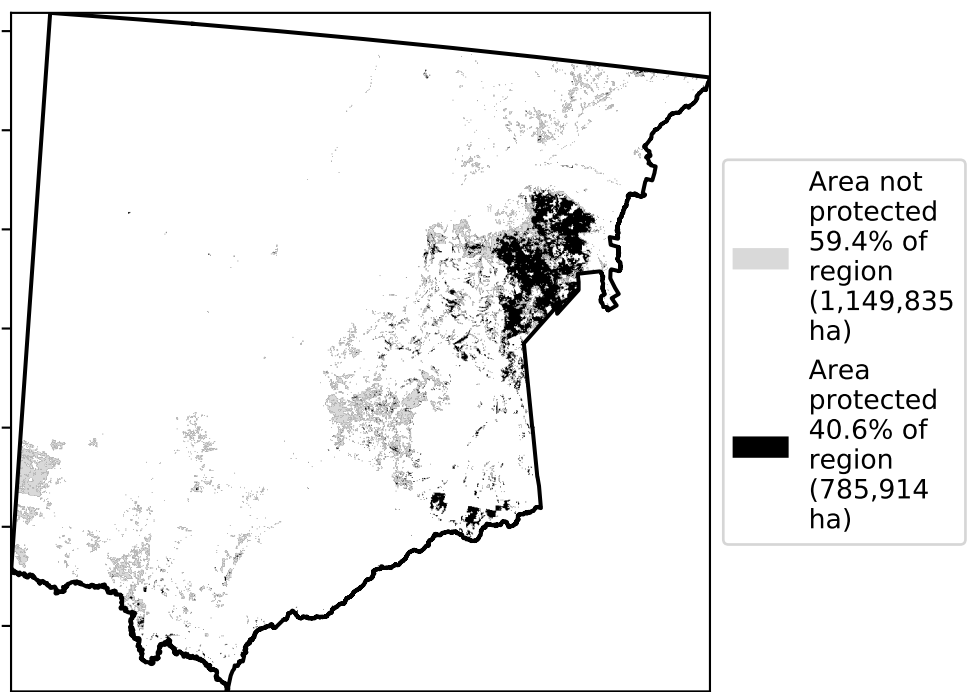 Area not
protected
59.4% of
region
(1,149,835
ha)
Area
protected
40.6% of
region
(785,914
ha)